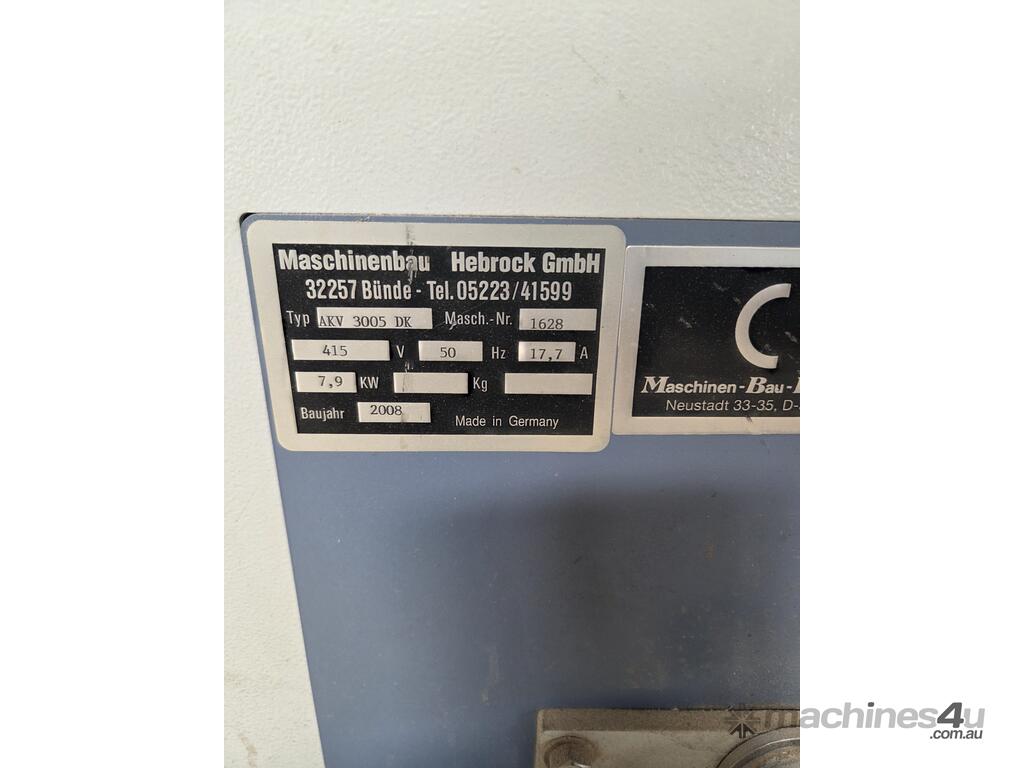 Maschinenbau Hebrock GmbH
32257 Bünde - Tel. 05223/41599
Typ AKV 3005 DK Masch.-Nr. 1628
415 V 50 Hz 17,7 A
7,9 KW Kg
Baujahr 2008 Made in Germany
C
Maschinen-Bau-
Neustadt 33-35, D-
machines4u
.com.au